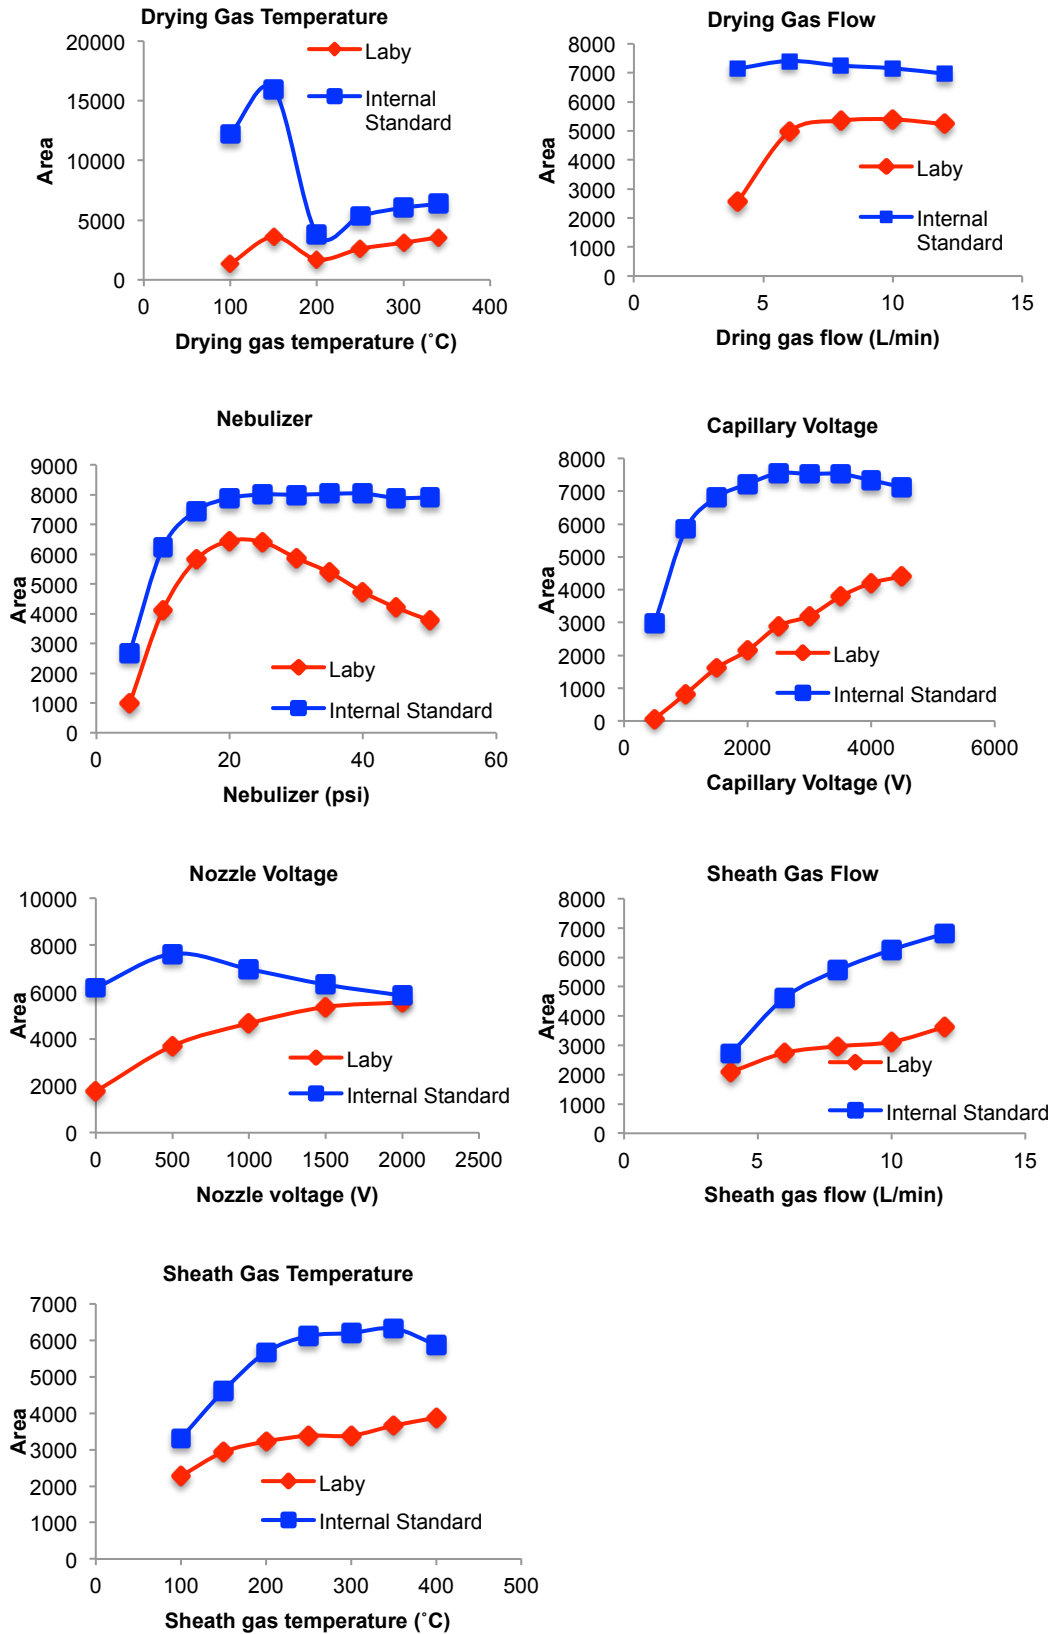 Drying Gas Temperature
20000
15000
10000
5000
0
Area
Laby
Internal
Standard
0 100 200 300 400
Drying gas temperature (˚C)
Drying Gas Flow
8000
7000
6000
5000
4000
3000
2000
1000
0
Area
Laby
Internal
Standard
0 5 10 15
Dring gas flow (L/min)
Nebulizer
9000
8000
7000
6000
5000
4000
3000
2000
1000
0
Area
Laby
Internal Standard
0 20 40 60
Nebulizer (psi)
Capillary Voltage
8000
7000
6000
5000
4000
3000
2000
1000
0
Area
Laby
Internal Standard
0 2000 4000 6000
Capillary Voltage (V)
Nozzle Voltage
10000
8000
6000
4000
2000
0
Area
Laby
Internal Standard
0 500 1000 1500 2000 2500
Nozzle voltage (V)
Sheath Gas Flow
8000
7000
6000
5000
4000
3000
2000
1000
0
Area
Laby
Internal Standard
0 5 10 15
Sheath gas flow (L/min)
Sheath Gas Temperature
7000
6000
5000
4000
3000
2000
1000
0
Area
Laby
Internal Standard
0 100 200 300 400 500
Sheath gas temperature (˚C)